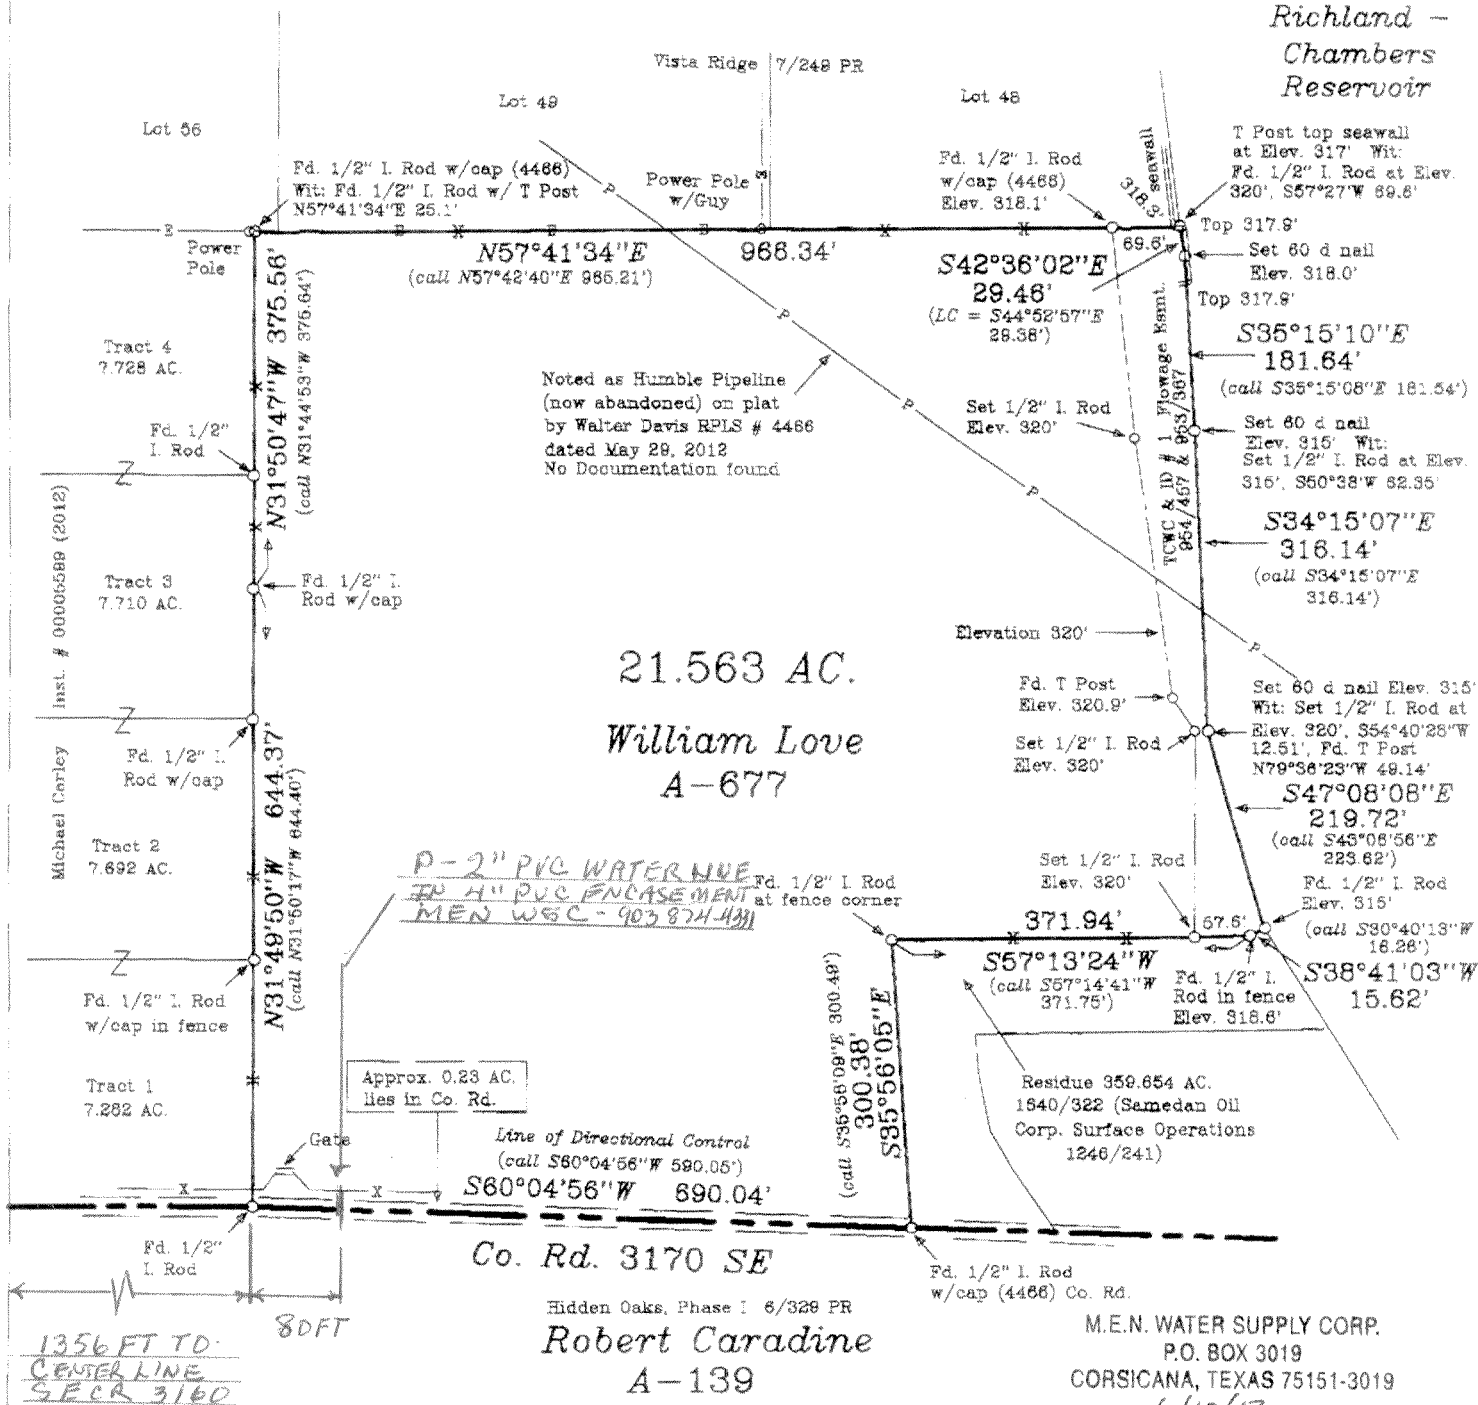 Richland –
Chambers
Reservoir
Vista Ridge 7/249 PR
Lot 49
Lot 48
Lot 56
T Post top seawall
at Elev. 317' Wit:
Fd. 1/2" I. Rod at Elev.
320', S57°27'W 69.6'
seawall
318.3'
Fd. 1/2" I. Rod w/cap (4466)
Wit: Fd. 1/2" I. Rod w/ T Post
N57°41'34"E 25.1'
Power Pole
w/Guy
Fd. 1/2" I. Rod
w/cap (4466)
Elev. 318.1'
Power
Pole
N57°41'34"E 966.34'
(call N57°42'40"E 965.21')
69.6'
Top 317.9'
Set 60 d nail
Elev. 318.0'
Top 317.9'
S42°36'02"E
29.46'
(LC = S44°52'57"E
29.38')
S35°15'10"E
181.64'
(call S35°15'08"E 181.54')
N31°50'47"W 375.56'
(call N31°44'53"W 375.64')
Tract 4
7.728 AC.
Noted as Humble Pipeline
(now abandoned) on plat
by Walter Davis RPLS # 4466
dated May 29, 2012
No Documentation found
Set 1/2" I. Rod
Elev. 320'
TCWC & ID # 1 Flowage Esmt.
954/457 & 953/367
Set 60 d nail
Elev. 315' Wit:
Set 1/2" I. Rod at Elev.
315', S50°38'W 62.35'
Fd. 1/2"
I. Rod
S34°15'07"E
316.14'
(call S34°15'07"E
316.14')
Inst. # 00005599 (2012)
Michael Carley
Tract 3
7.710 AC.
Fd. 1/2" I.
Rod w/cap
Elevation 320'
21.563 AC.
William Love
A-677
Fd. T Post
Elev. 320.9'
Set 1/2" I. Rod
Elev. 320'
Set 60 d nail Elev. 315'
Wit: Set 1/2" I. Rod at
Elev. 320', S54°40'28"W
12.51', Fd. T Post
N79°36'23"W 49.14'
Fd. 1/2" I.
Rod w/cap
N31°49'50"W 644.37'
(call N31°50'17"W 644.40')
S47°08'08"E
219.72'
(call S43°06'56"E
223.62')
Tract 2
7.692 AC.
P-2" PVC WATERLINE
IN 4" PVC ENCASEMENT
MEN WSC - 903 874-4331
Fd. 1/2" I. Rod
at fence corner
Set 1/2" I. Rod
Elev. 320'
Fd. 1/2" I. Rod
Elev. 315'
371.94'
57.6'
(call S30°40'13"W
16.26')
S38°41'03"W
15.62'
S57°13'24"W
(call S57°14'41"W
371.75')
Fd. 1/2" I.
Rod in fence
Elev. 318.6'
Fd. 1/2" I. Rod
w/cap in fence
(call S35°58'09"E 300.49')
300.38'
S35°56'05"E
Tract 1
7.282 AC.
Approx. 0.23 AC.
lies in Co. Rd.
Residue 359.654 AC.
1540/322 (Samedan Oil
Corp. Surface Operations
1246/241)
Gate
Line of Directional Control
(call S60°04'56"W 590.05')
S60°04'56"W 690.04'
Co. Rd. 3170 SE
Fd. 1/2"
I. Rod
Fd. 1/2" I. Rod
w/cap (4466) Co. Rd.
Hidden Oaks, Phase I 6/329 PR
Robert Caradine
A-139
80FT
1356 FT TO
CENTER LINE
SECR 3160
M.E.N. WATER SUPPLY CORP.
P.O. BOX 3019
CORSICANA, TEXAS 75151-3019